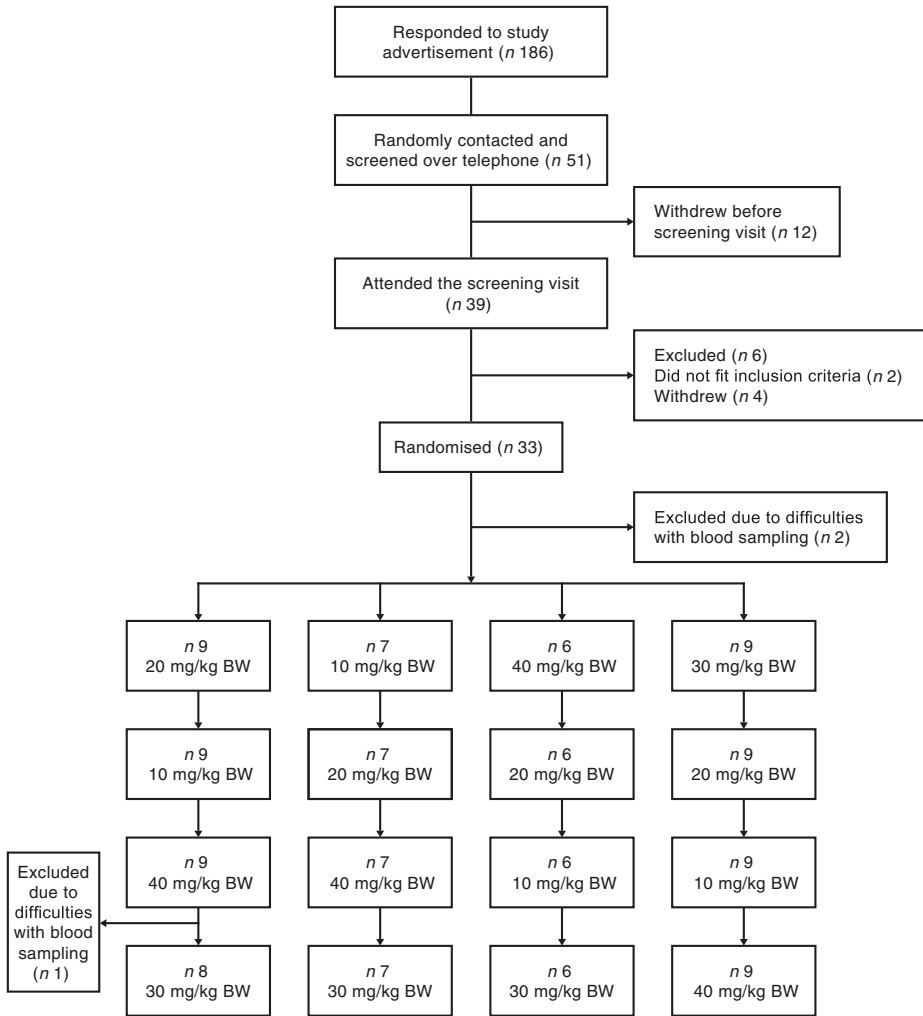 Responded to study
advertisement (n 186)
Randomly contacted and
screened over telephone (n 51)
Withdrew before
screening visit (n 12)
Attended the screening visit
(n 39)
Excluded (n 6)
Did not fit inclusion criteria (n 2)
Withdrew (n 4)
Randomised (n 33)
Excluded due to difficulties
with blood sampling (n 2)
n 9
20 mg/kg BW
n 7
10 mg/kg BW
n 6
40 mg/kg BW
n 9
30 mg/kg BW
n 9
10 mg/kg BW
n 7
20 mg/kg BW
n 6
20 mg/kg BW
n 9
20 mg/kg BW
n 9
40 mg/kg BW
n 7
40 mg/kg BW
n 6
10 mg/kg BW
n 9
10 mg/kg BW
Excluded
due to
difficulties
with blood
sampling
(n 1)
n 8
30 mg/kg BW
n 7
30 mg/kg BW
n 6
30 mg/kg BW
n 9
40 mg/kg BW